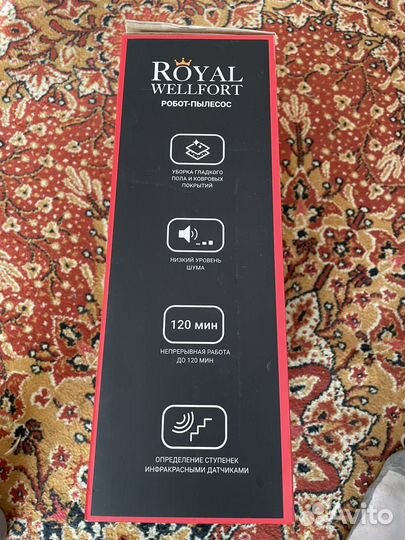 ROYAL
WELLFORT
РОБОТ-ПЫЛЕСОС
УБОРКА ГЛАДКОГО
ПОЛА И КОВРОВЫХ
ПОКРЫТИЙ
НИЗКИЙ УРОВЕНЬ
ШУМА
120 МИН
НЕПРЕРЫВНАЯ РАБОТА
ДО 120 МИН
ОПРЕДЕЛЕНИЕ СТУПЕНЕК
ИНФРАКРАСНЫМИ ДАТЧИКАМИ
Avito